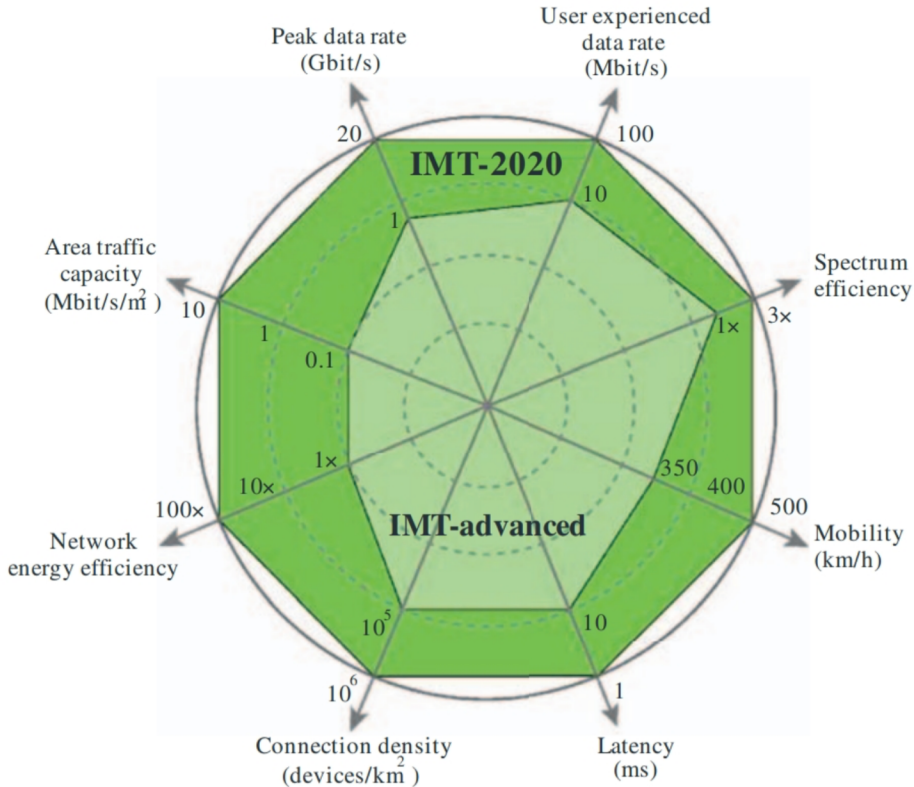 Peak data rate
(Gbit/s)
User experienced
data rate
(Mbit/s)
20
100
IMT-2020
10
1
Area traffic
capacity
(Mbit/s/m²)
10
1
0.1
Spectrum
efficiency
1×
3×
1×
10×
100×
Network
energy efficiency
350
400
500
Mobility
(km/h)
IMT-advanced
10⁵
10⁶
10
1
Connection density
(devices/km²)
Latency
(ms)